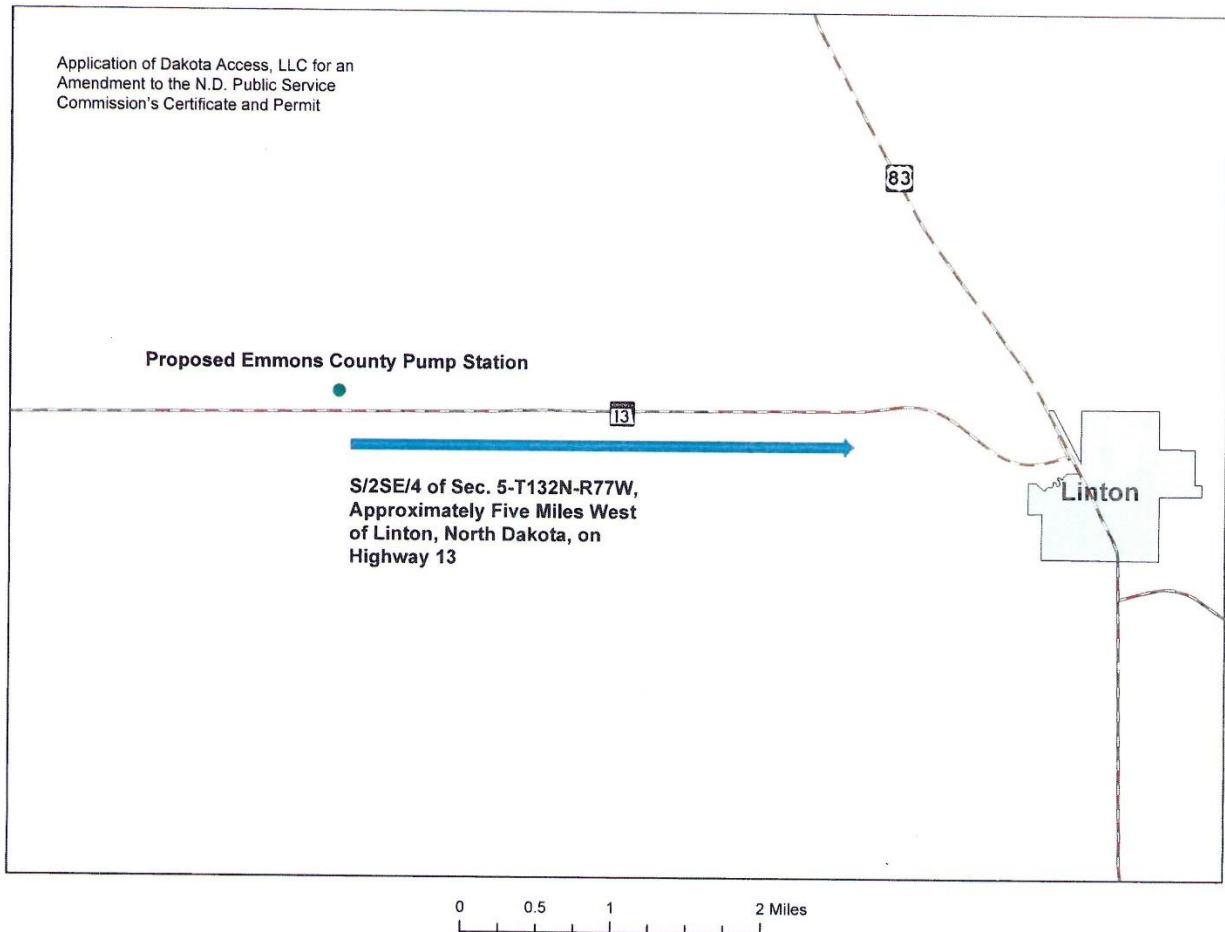 Application of Dakota Access, LLC for an
Amendment to the N.D. Public Service
Commission's Certificate and Permit
83
Proposed Emmons County Pump Station
13
S/2SE/4 of Sec. 5-T132N-R77W,
Approximately Five Miles West
of Linton, North Dakota, on
Highway 13
Linton
0 0.5 1 2 Miles